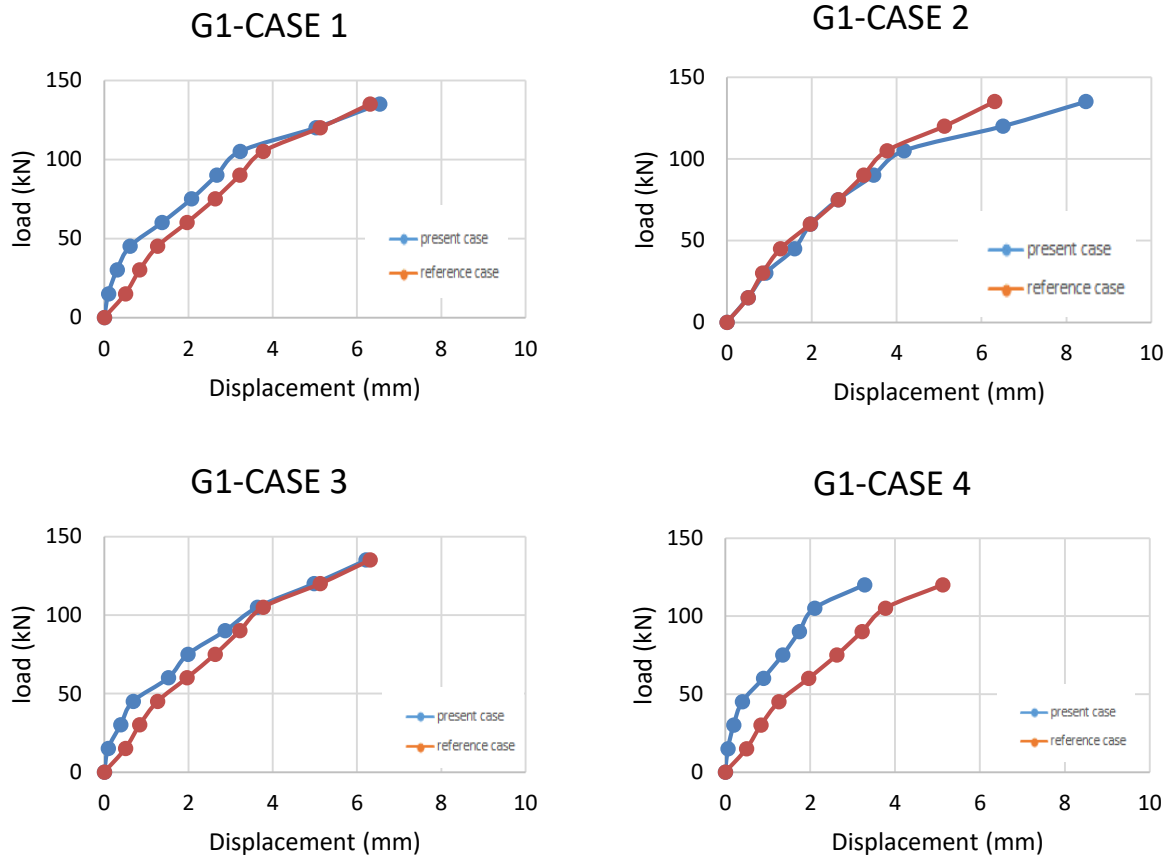 G1-CASE 1
150
100
50
0
load (kN)
present case
reference case
0 2 4 6 8 10
Displacement (mm)
G1-CASE 2
150
100
50
0
load (kN)
present case
reference case
0 2 4 6 8 10
Displacement (mm)
G1-CASE 3
150
100
50
0
load (kN)
present case
reference case
0 2 4 6 8 10
Displacement (mm)
G1-CASE 4
150
100
50
0
load (kN)
present case
reference case
0 2 4 6 8 10
Displacement (mm)